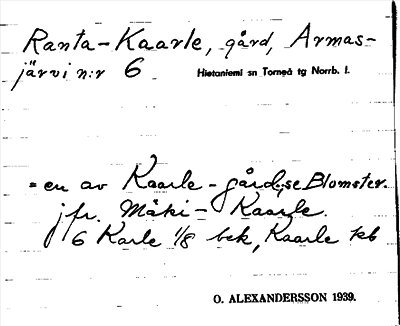 Ranta-Kaarle, gård, Armas-
järvi n:r 6 Hietaniemi sn Torneå tg Norrb. l.
= en av Kaarle-gård., se Blomster.
jfr. Mäki-Kaarle.
6 Karle 1/8 bek, Kaarle kb
O. ALEXANDERSSON 1939.